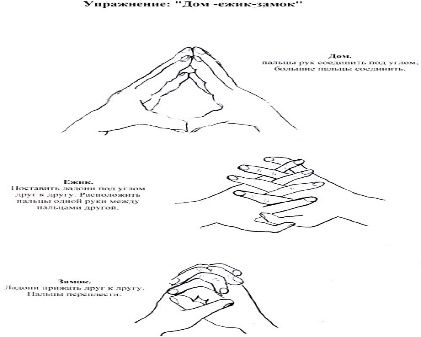 Упражнение: "Дом -ежик-замок"
Дом.
пальцы рук соединить под углом,
большие пальцы соединить.
Ежик.
Поставить ладони под углом
друг к другу. Расположить
пальцы одной руки между
пальцами другой.
Замок.
Ладони прижать друг к другу.
Пальцы переплести.